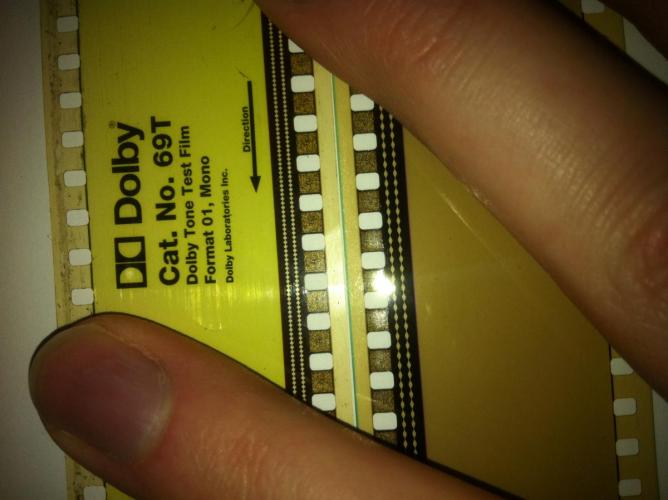 Dolby®
Cat. No. 69T
Dolby Tone Test Film
Format 01, Mono
Dolby Laboratories Inc.
Direction